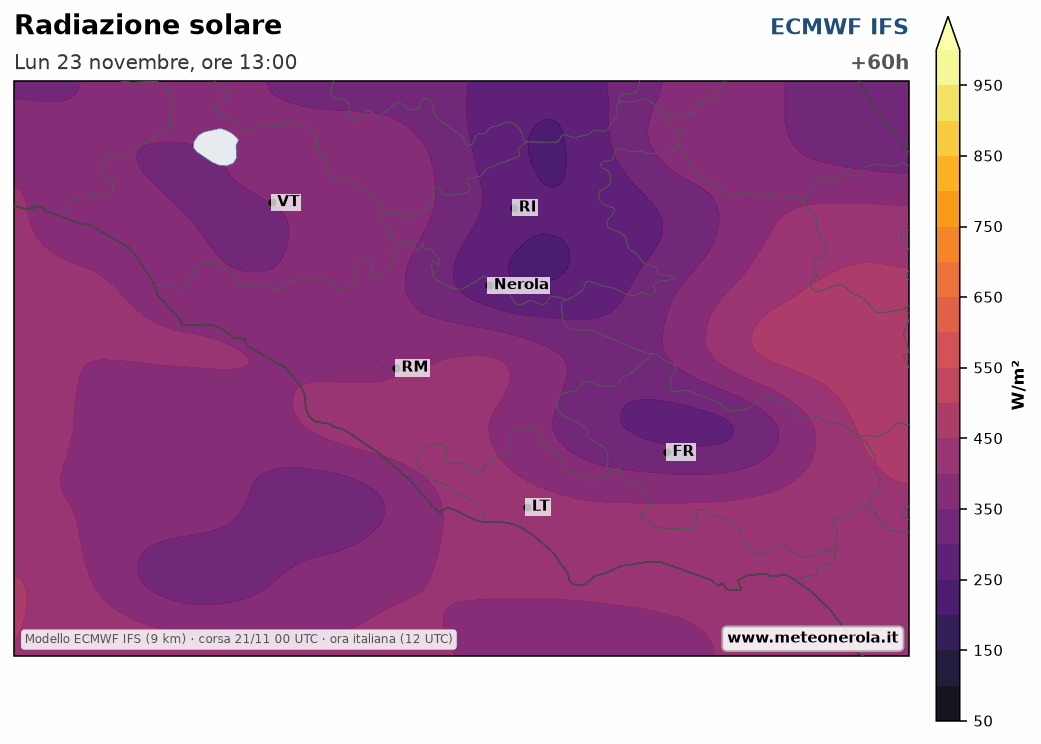 Radiazione solare
ECMWF IFS
Lun 23 novembre, ore 13:00
+60h
950
850
750
650
550
450
350
250
150
50
W/m²
VT
RI
Nerola
RM
FR
LT
Modello ECMWF IFS (9 km) · corsa 21/11 00 UTC · ora italiana (12 UTC)
www.meteonerola.it